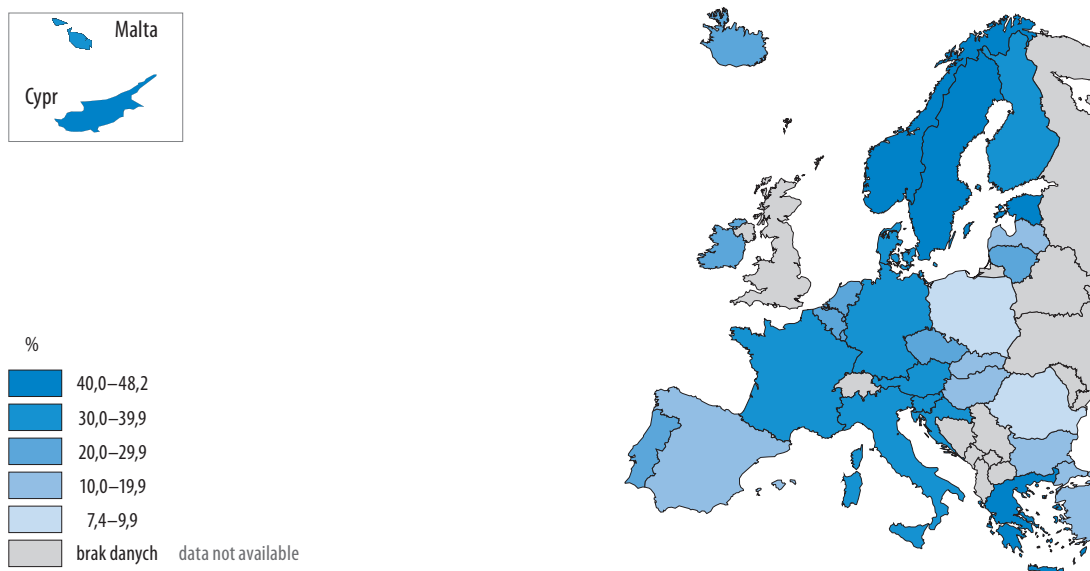 Malta
Cypr
%
40,0–48,2
30,0–39,9
20,0–29,9
10,0–19,9
7,4–9,9
brak danych data not available